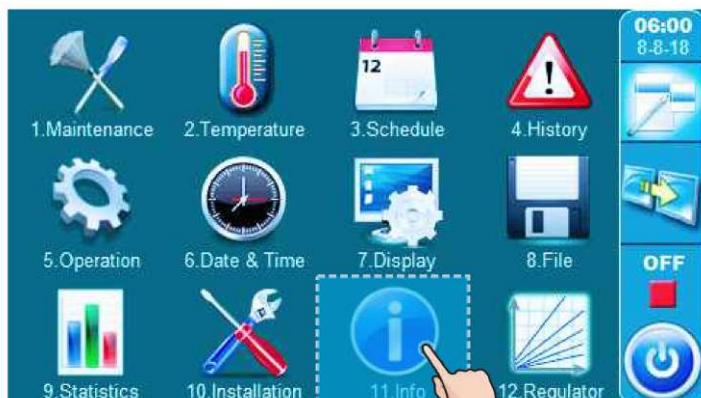 1.Maintenance
2.Temperature
12
3.Schedule
4.History
5.Operation
6.Date & Time
7.Display
8.File
9.Statistics
10.Installation
11.Info
12.Regulator
06:00
8-8-18
OFF